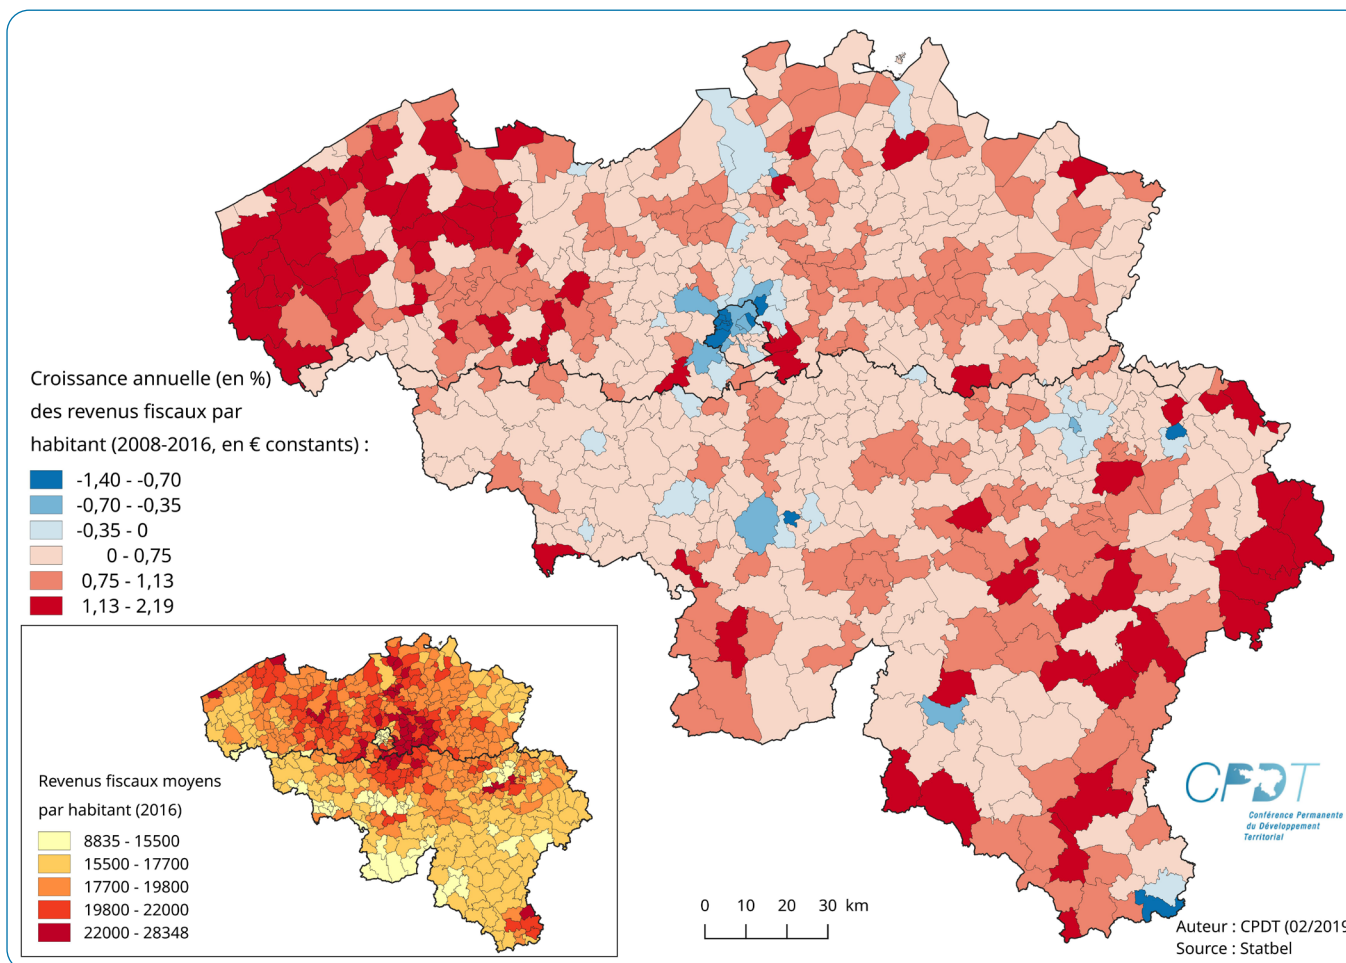 Croissance annuelle (en %)
des revenus fiscaux par
habitant (2008-2016, en € constants) :
-1,40 - -0,70
-0,70 - -0,35
-0,35 - 0
0 - 0,75
0,75 - 1,13
1,13 - 2,19
Revenus fiscaux moyens
par habitant (2016)
8835 - 15500
15500 - 17700
17700 - 19800
19800 - 22000
22000 - 28348
0 10 20 30 km
CPDT
Conférence Permanente
du Développement
Territorial
Auteur : CPDT (02/2019
Source : Statbel